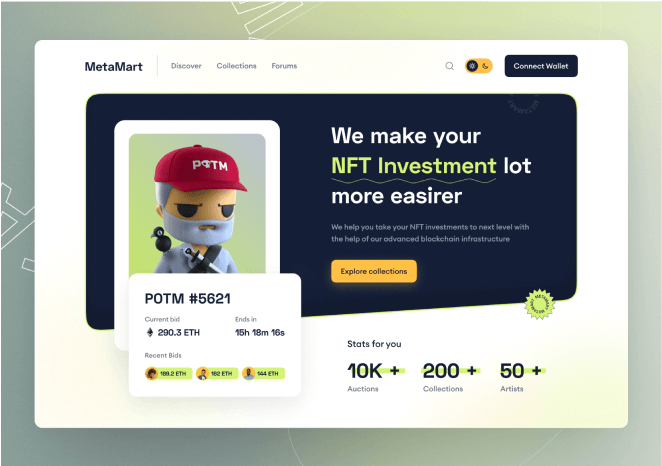 MetaMart
Discover
Collections
Forums
Connect Wallet
POTM
We make your
NFT Investment lot
more easirer
We help you take your NFT investments to next level with
the help of our advanced blockchain infrastructure
Explore collections
POTM #5621
Current bid
Ends in
290.3 ETH
15h 18m 16s
Recent Bids
189.2 ETH
182 ETH
144 ETH
Stats for you
10K +
200 +
50 +
Auctions
Collections
Artists